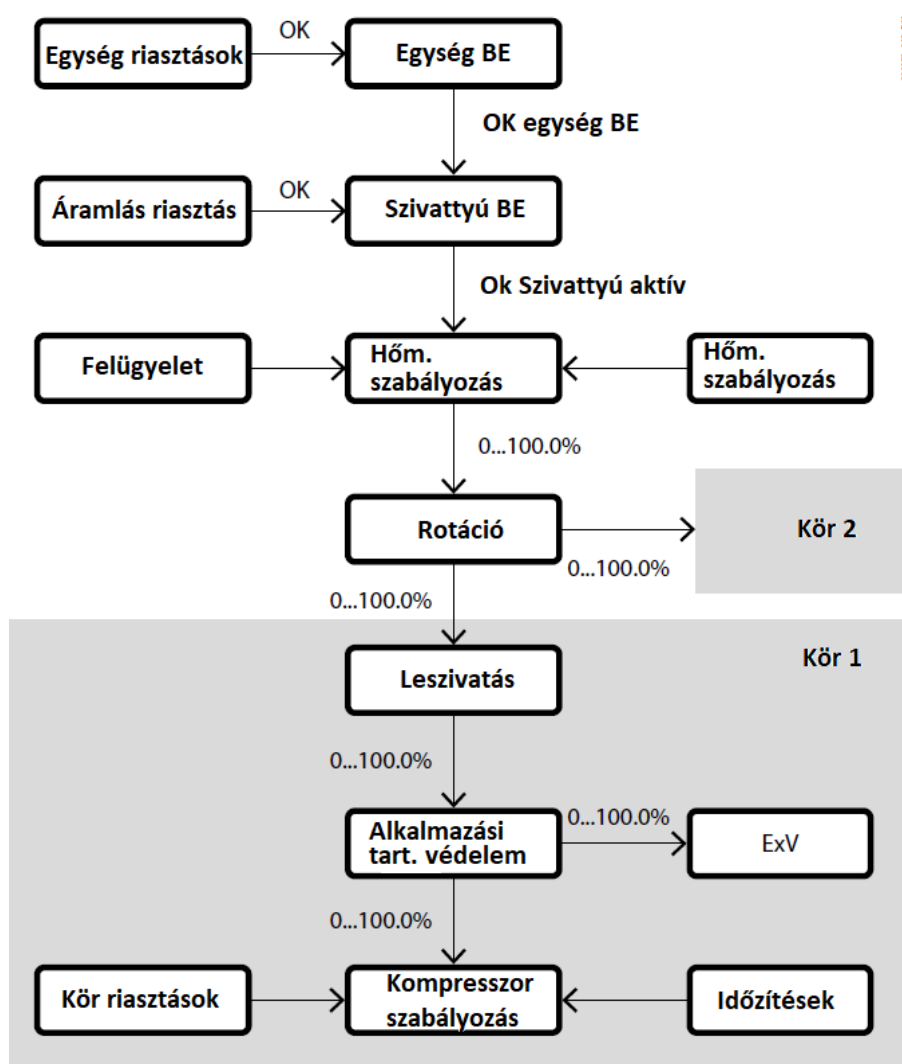 Egység riasztások
OK
Egység BE
OK egység BE
Áramlás riasztás
OK
Szivattyú BE
Ok Szivattyú aktív
Felügyelet
Hőm.
szabályozás
Hőm.
szabályozás
0...100.0%
Rotáció
0...100.0%
Kör 2
0...100.0%
Kör 1
Leszivatás
0...100.0%
Alkalmazási
tart. védelem
0...100.0%
ExV
0...100.0%
Kör riasztások
Kompresszor
szabályozás
Időzítések